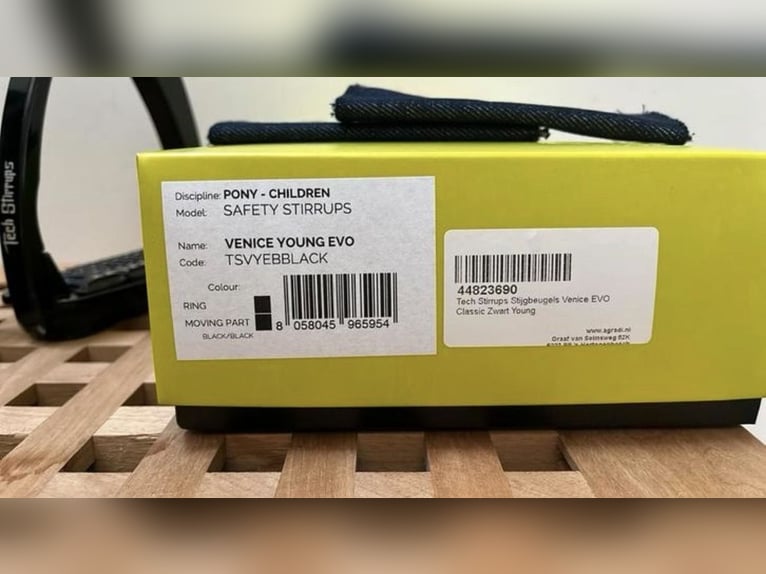 Tech Stirrups
Discipline: PONY - CHILDREN
Model: SAFETY STIRRUPS
Name: VENICE YOUNG EVO
Code: TSVYEBBLACK
Colour:
RING
MOVING PART
BLACK/BLACK
8 058045 965954
44823690
Tech Stirrups Stijgbeugels Venice EVO
Classic Zwart Young
www.agradi.nl
Graaf van Solmsweg 52K